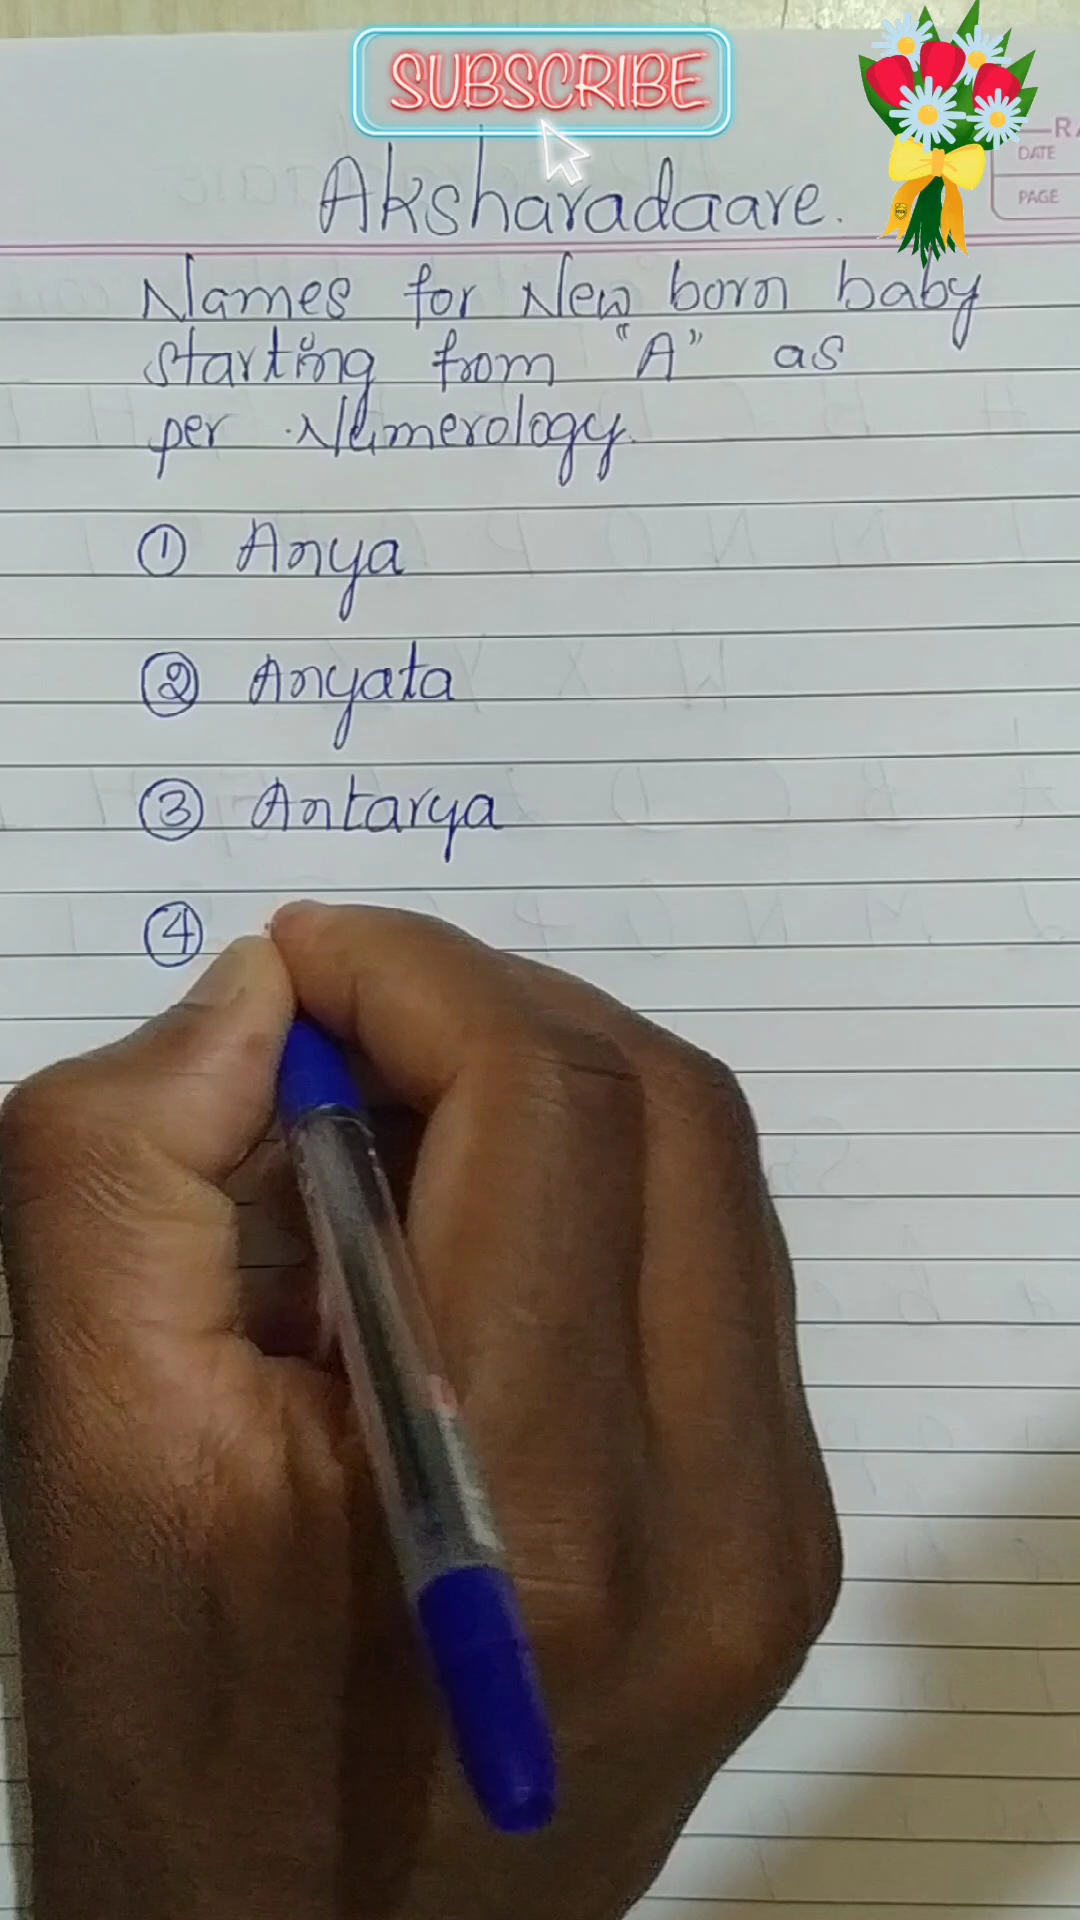 SUBSCRIBE
Aksharadaare.
RA
DATE
PAGE
Names for New born baby
starting from "A" as
per Numerology.
① Anya
② Anyata
③ Antarya
④